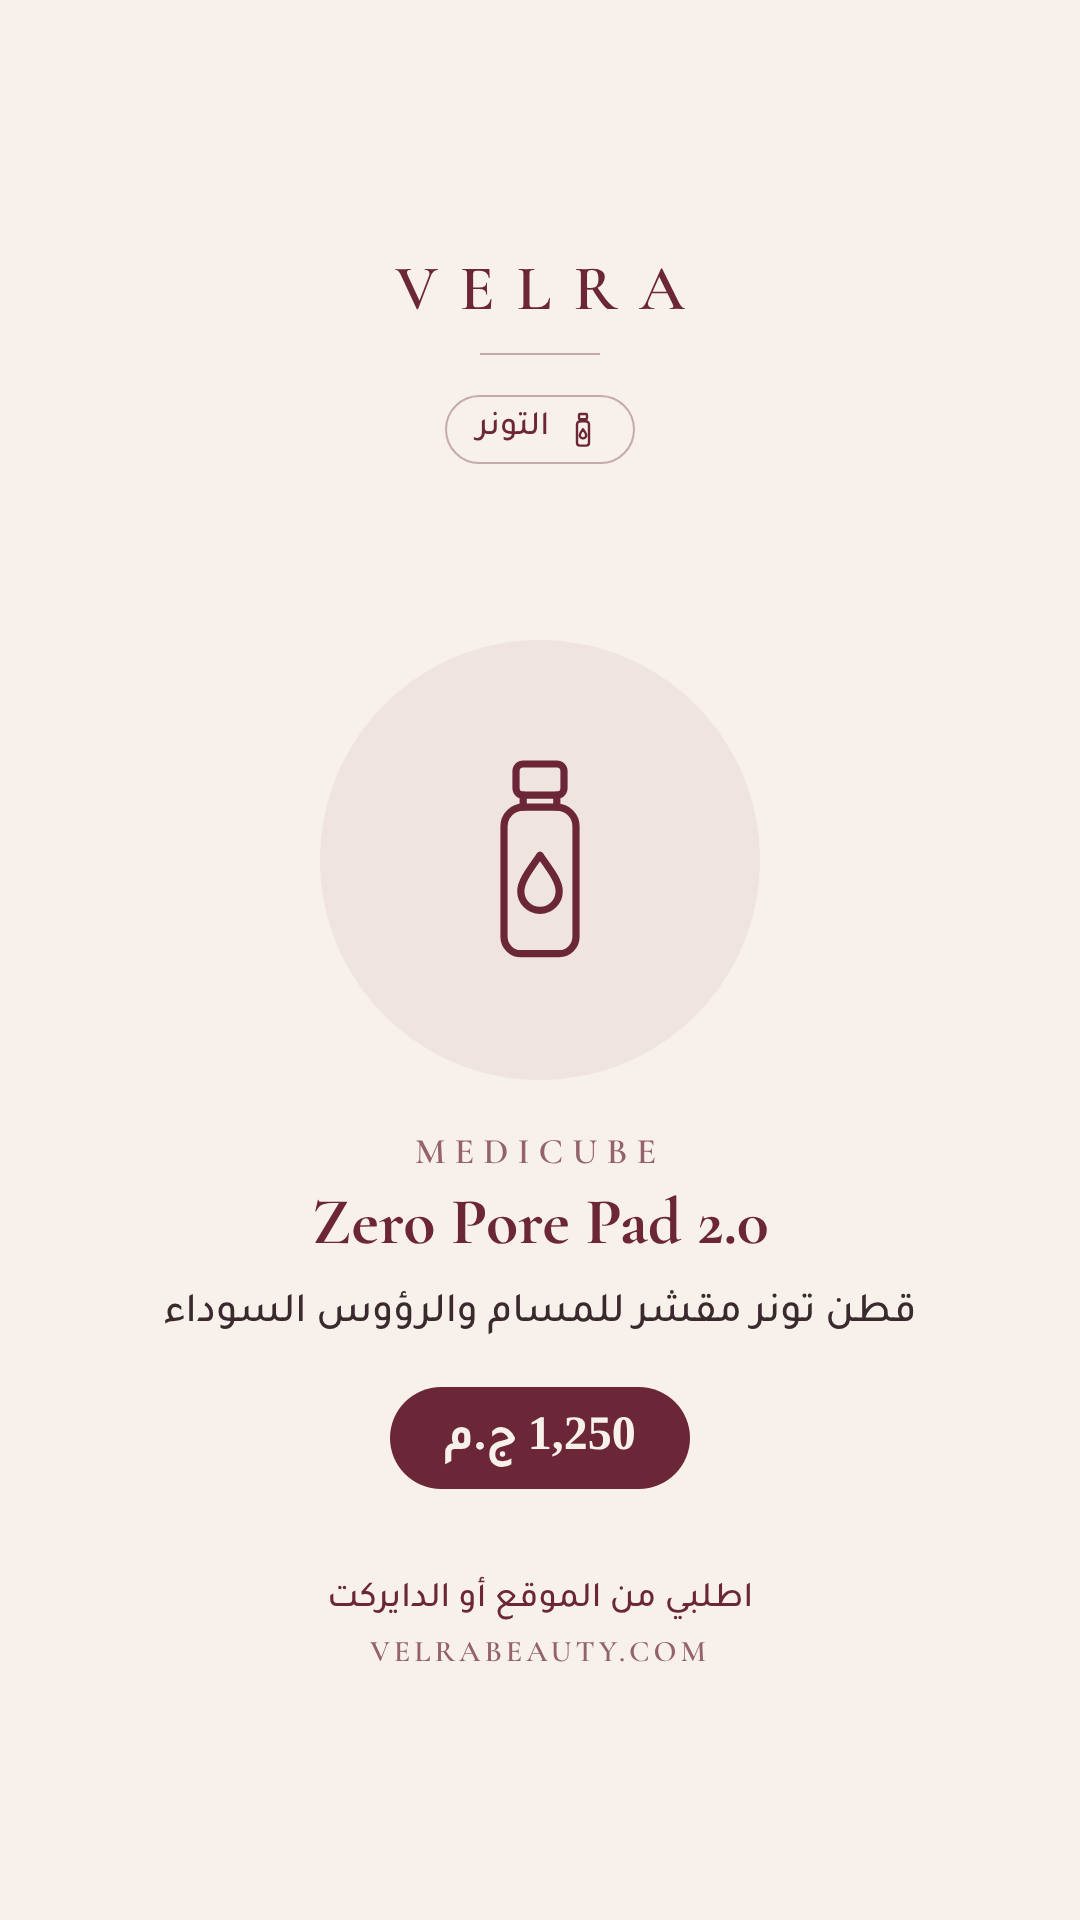 VELRA
التونر
MEDICUBE
Zero Pore Pad 2.0
قطن تونر مقشر للمسام والرؤوس السوداء
1,250 ج.م
اطلبي من الموقع أو الدايركت
VELRABEAUTY.COM